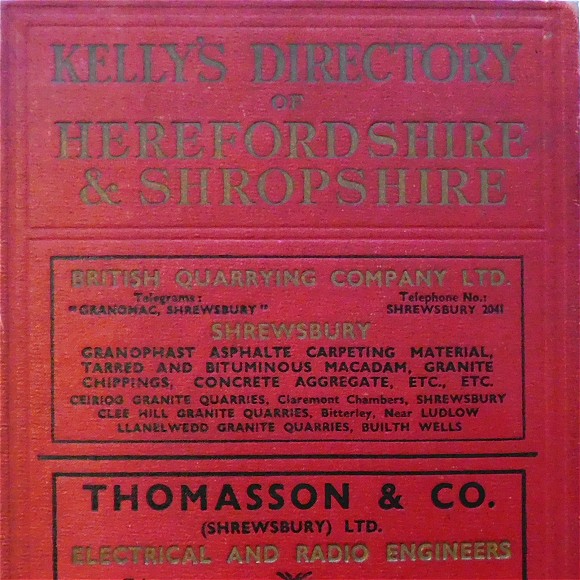 KELLY'S DIRECTORY
OF
HEREFORDSHIRE
& SHROPSHIRE
BRITISH QUARRYING COMPANY LTD.
Telegrams: Telephone No.:
"GRANOMAC, SHREWSBURY" SHREWSBURY 2041
SHREWSBURY
GRANOPHAST ASPHALTE CARPETING MATERIAL,
TARRED AND BITUMINOUS MACADAM, GRANITE
CHIPPINGS, CONCRETE AGGREGATE, ETC., ETC.
CEIRIOG GRANITE QUARRIES, Claremont Chambers, SHREWSBURY
CLEE HILL GRANITE QUARRIES, Bitterley, Near LUDLOW
LLANELWEDD GRANITE QUARRIES, BUILTH WELLS
THOMASSON & CO.
(SHREWSBURY) LTD.
ELECTRICAL AND RADIO ENGINEERS